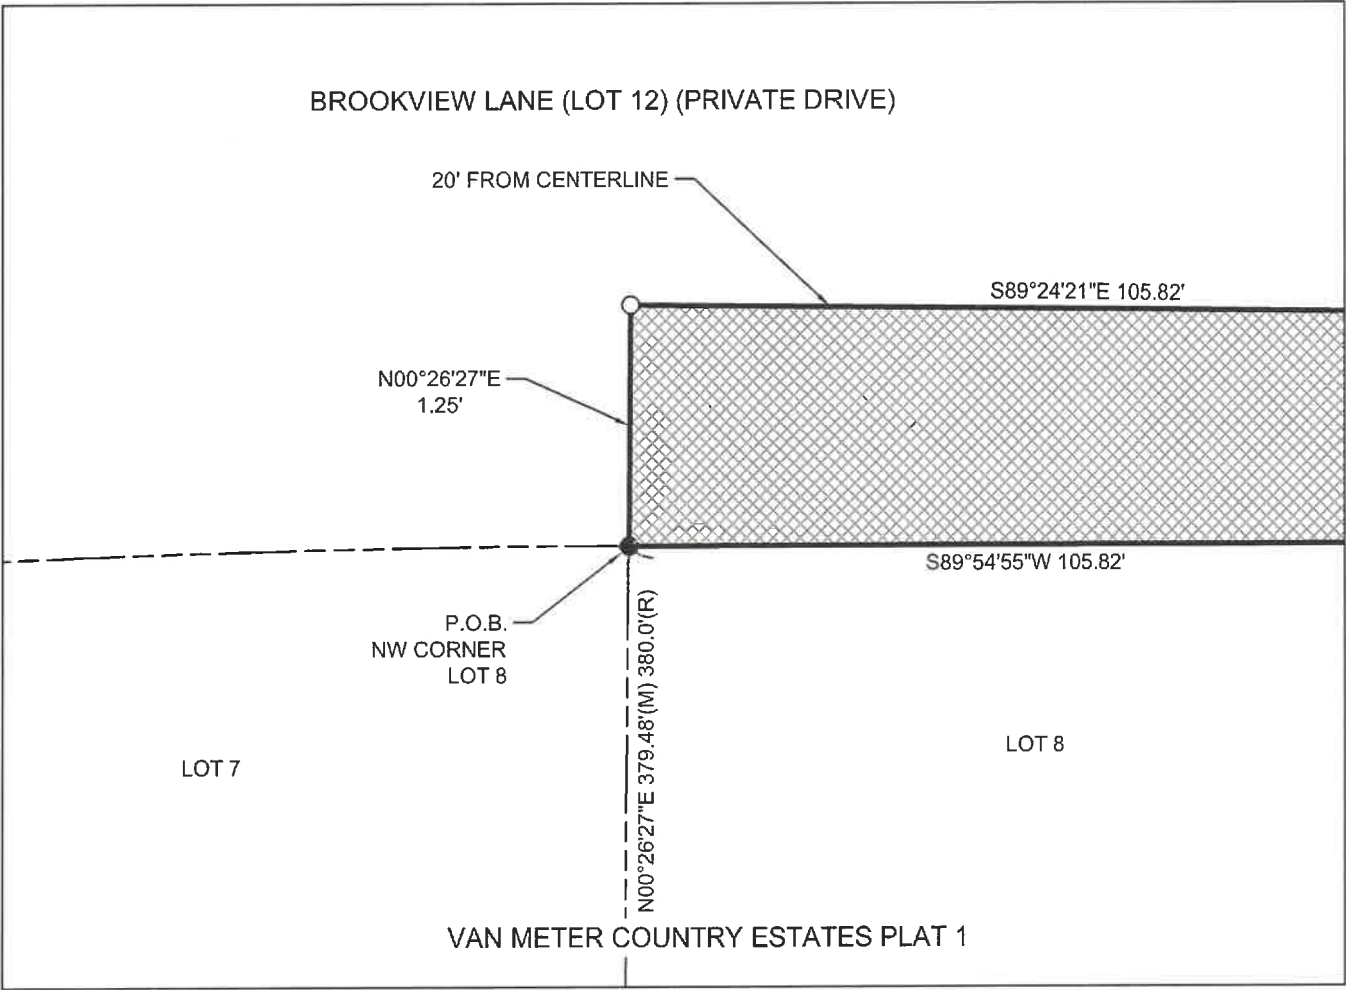 BROOKVIEW LANE (LOT 12) (PRIVATE DRIVE)
20' FROM CENTERLINE
S89°24'21"E 105.82'
N00°26'27"E
1.25'
S89°54'55"W 105.82'
P.O.B.
NW CORNER
LOT 8
N00°26'27"E 379.48'(M) 380.0'(R)
LOT 7
LOT 8
VAN METER COUNTRY ESTATES PLAT 1